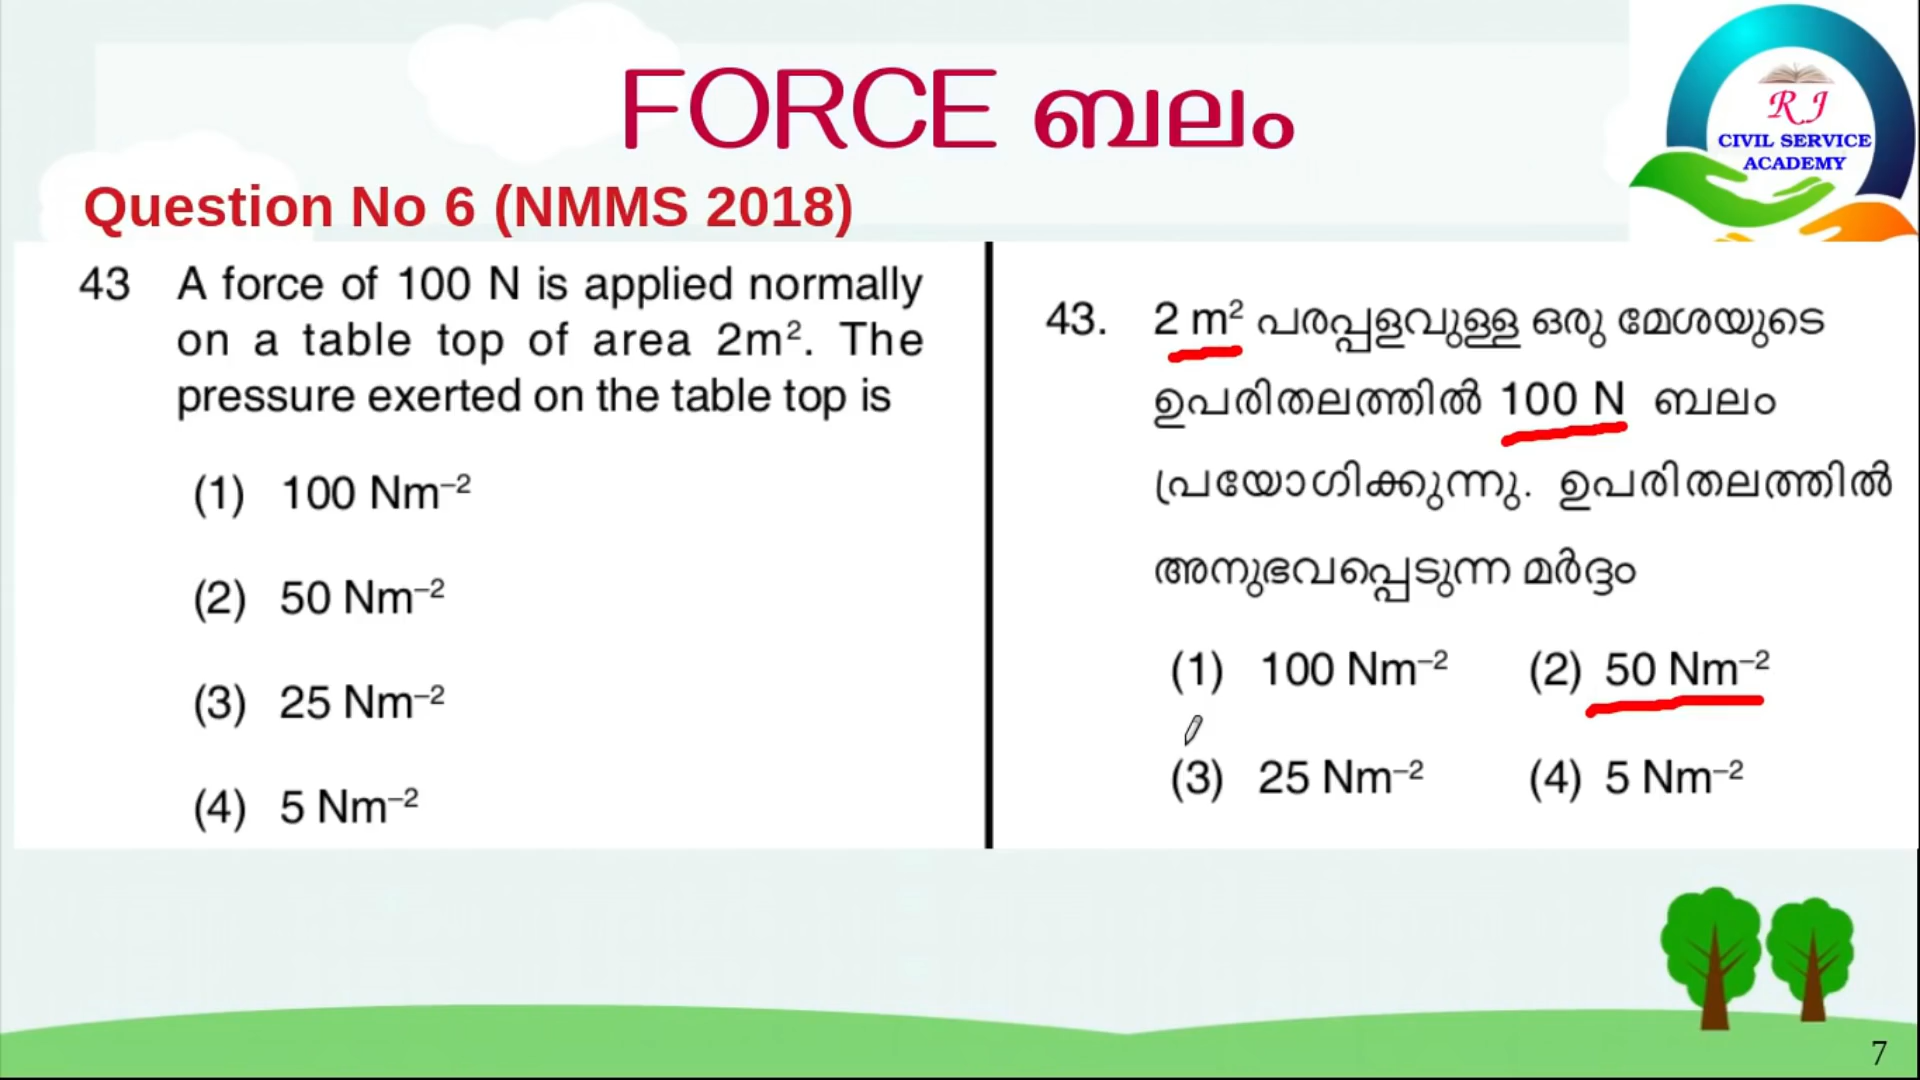 FORCE ബലം
R J
CIVIL SERVICE
ACADEMY
Question No 6 (NMMS 2018)
43 A force of 100 N is applied normally
on a table top of area 2m⁻². The
pressure exerted on the table top is
(1) 100 Nm⁻²
(2) 50 Nm⁻²
(3) 25 Nm⁻²
(4) 5 Nm⁻²
43. 2 m² പരപ്പളവുള്ള ഒരു മേശയുടെ
ഉപരിതലത്തിൽ 100 N ബലം
പ്രയോഗിക്കുന്നു. ഉപരിതലത്തിൽ
അനുഭവപ്പെടുന്ന മർദ്ദം
(1) 100 Nm⁻² (2) 50 Nm⁻²
(3) 25 Nm⁻² (4) 5 Nm⁻²
7